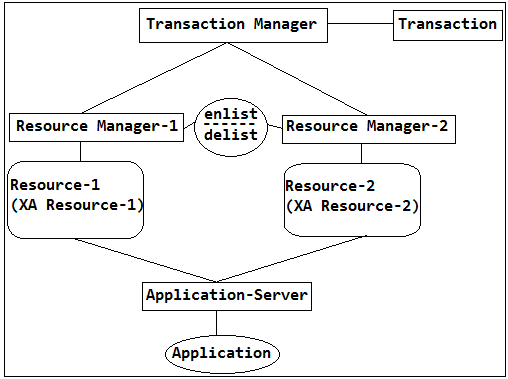 Transaction Manager
Transaction
enlist
delist
Resource Manager-1
Resource Manager-2
Resource-1
(XA Resource-1)
Resource-2
(XA Resource-2)
Application-Server
Application